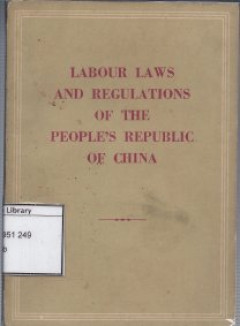 LABOUR LAWS
AND REGULATIONS
OF THE
PEOPLE'S REPUBLIC
OF CHINA
Library
951 249